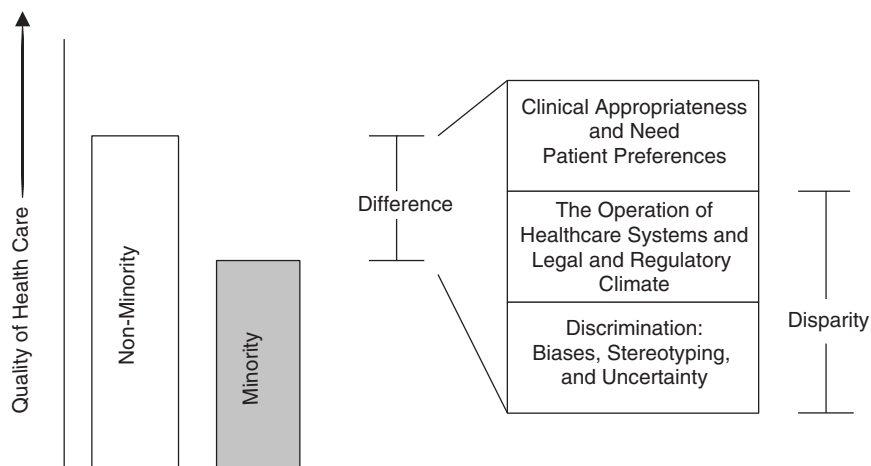 Quality of Health Care
Non-Minority
Minority
Difference
Clinical Appropriateness
and Need
Patient Preferences
The Operation of
Healthcare Systems and
Legal and Regulatory
Climate
Discrimination:
Biases, Stereotyping,
and Uncertainty
Disparity